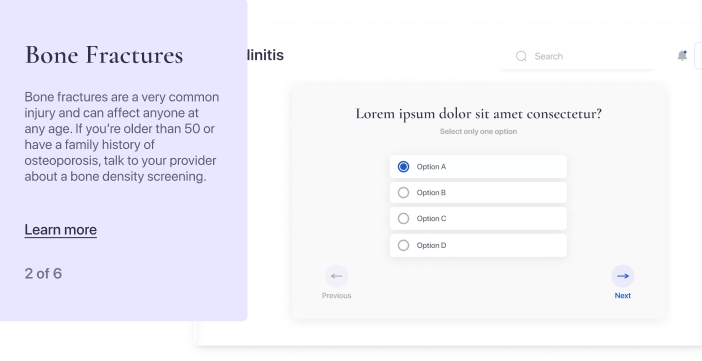 Bone Fractures
Bone fractures are a very common
injury and can affect anyone at
any age. If you're older than 50 or
have a family history of
osteoporosis, talk to your provider
about a bone density screening.
Learn more
2 of 6
linitis
Search
Lorem ipsum dolor sit amet consectetur?
Select only one option
Option A
Option B
Option C
Option D
Previous
Next